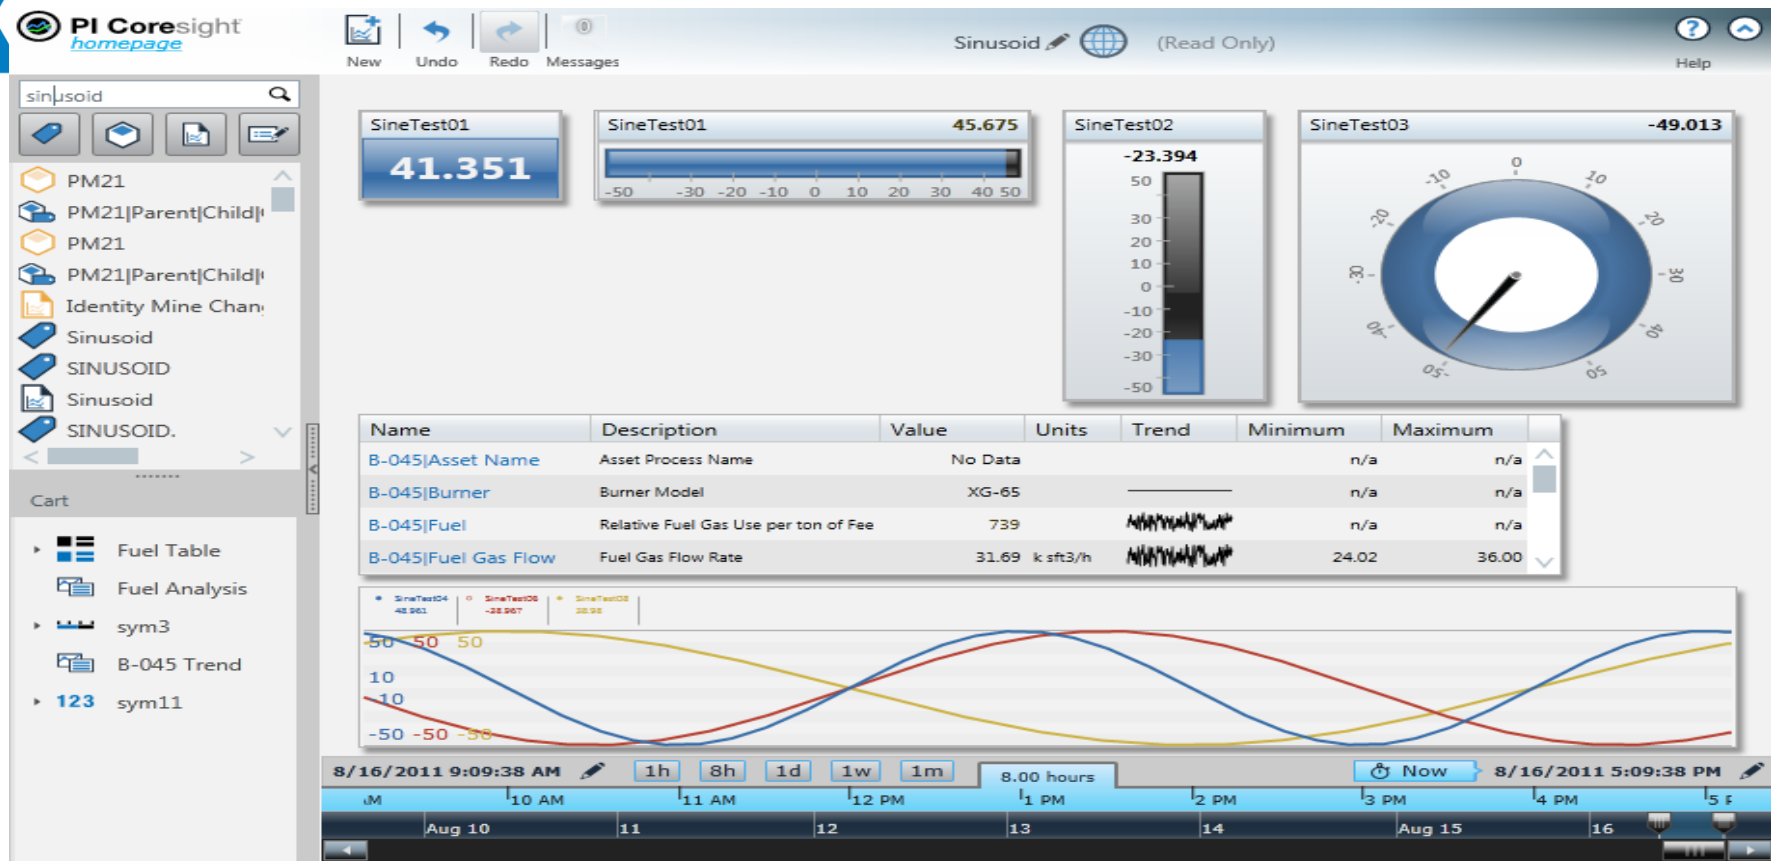 PI Coresight
homepage
New
Undo
Redo
Messages
Sinusoid
(Read Only)
Help
sinusoid
PM21
PM21|Parent|Child|
PM21
PM21|Parent|Child|
Identity Mine Chan
Sinusoid
SINUSOID
Sinusoid
SINUSOID.
Cart
Fuel Table
Fuel Analysis
sym3
B-045 Trend
123 sym11
SineTest01
41.351
SineTest01 45.675
-50 -30 -20 -10 0 10 20 30 40 50
SineTest02
-23.394
50
30
20
10
0
-10
-20
-30
-50
SineTest03 -49.013
0
-10 10
-20 20
-30 30
-40 40
-50 50
Name Description Value Units Trend Minimum Maximum
B-045|Asset Name Asset Process Name No Data n/a n/a
B-045|Burner Burner Model XG-65 n/a n/a
B-045|Fuel Relative Fuel Gas Use per ton of Fee 739 n/a n/a
B-045|Fuel Gas Flow Fuel Gas Flow Rate 31.69 k sft3/h 24.02 36.00
SineTest04 SineTest06 SineTest08
48.961 -28.967 38.98
50 50 50
10
-10
-50 -50 -50
8/16/2011 9:09:38 AM 1h 8h 1d 1w 1m 8.00 hours Now 8/16/2011 5:09:38 PM
10 AM 11 AM 12 PM 1 PM 2 PM 3 PM 4 PM
Aug 10 11 12 13 14 Aug 15 16